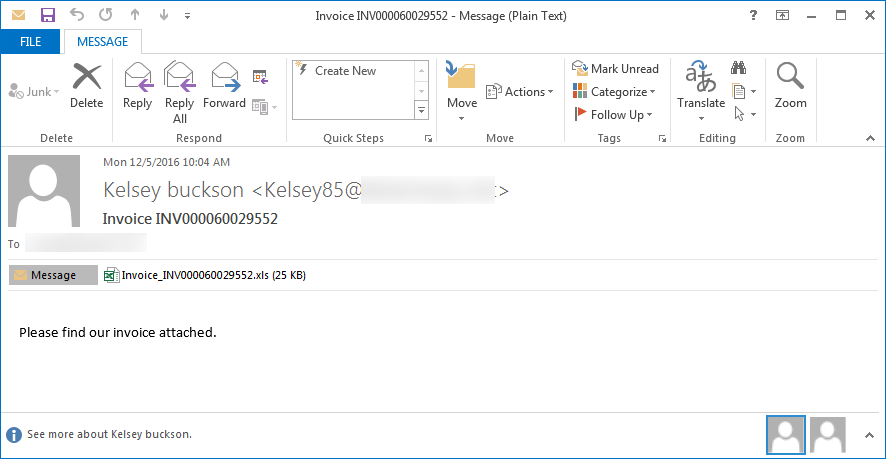 Invoice INV000060029552 - Message (Plain Text)
FILE
MESSAGE
Junk
Delete
Reply
Reply All
Forward
Create New
Move
Actions
Mark Unread
Categorize
Follow Up
Translate
Zoom
Delete
Respond
Quick Steps
Move
Tags
Editing
Zoom
Mon 12/5/2016 10:04 AM
Kelsey buckson <Kelsey85@
Invoice INV000060029552
To
Message
Invoice_INV000060029552.xls (25 KB)
Please find our invoice attached.
See more about Kelsey buckson.